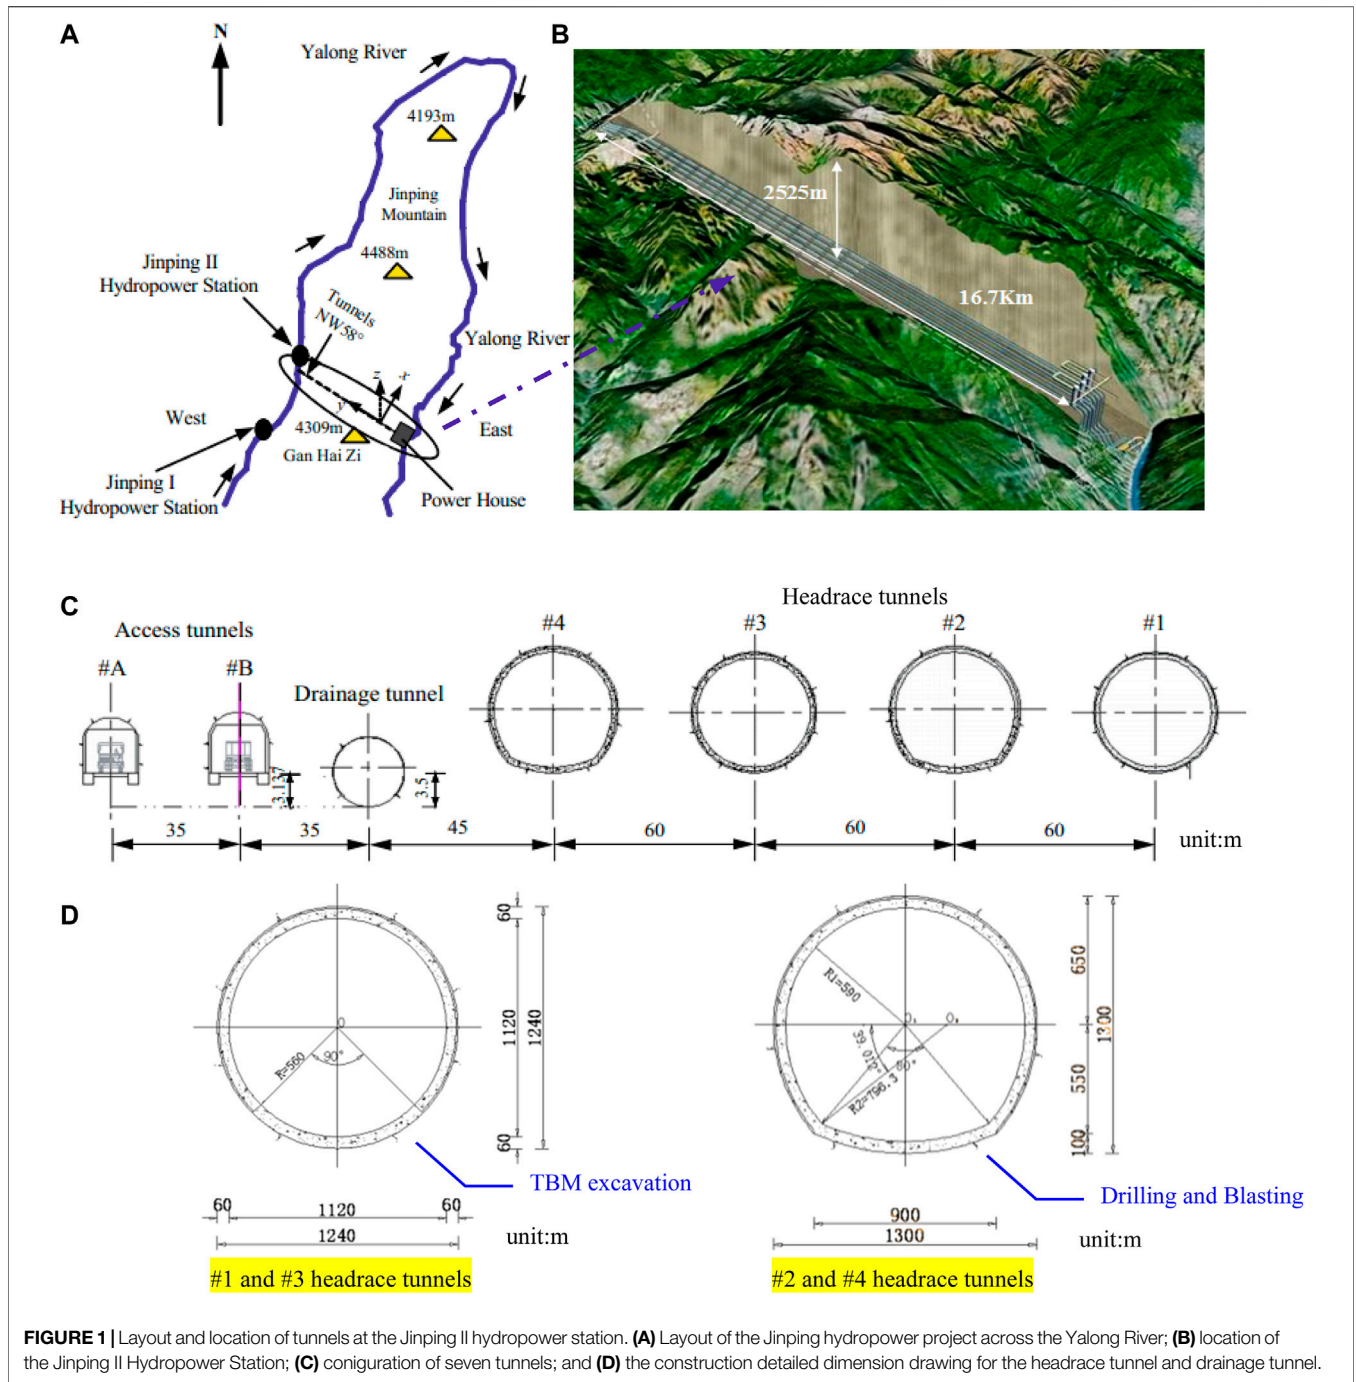 A
N
Yalong River
4193m
Jinping
Mountain
4488m
Jinping II
Hydropower Station
Tunnels
NW58°
Yalong River
z
x
y
West
4309m
Gan Hai Zi
East
Jinping I
Hydropower Station
Power House
B
2525m
16.7Km
C
Headrace tunnels
Access tunnels
#A
#B
Drainage tunnel
#4
#3
#2
#1
3.137
3.5
35
35
45
60
60
60
unit:m
D
O
R=560
90°
60
1120
1240
60
TBM excavation
60
1120
60
1240
unit:m
#1 and #3 headrace tunnels
R1=590
39.012°
R2=796.3
650
1300
550
100
Drilling and Blasting
900
1300
unit:m
#2 and #4 headrace tunnels
FIGURE 1 | Layout and location of tunnels at the Jinping II hydropower station. (A) Layout of the Jinping hydropower project across the Yalong River; (B) location of
the Jinping II Hydropower Station; (C) coniguration of seven tunnels; and (D) the construction detailed dimension drawing for the headrace tunnel and drainage tunnel.